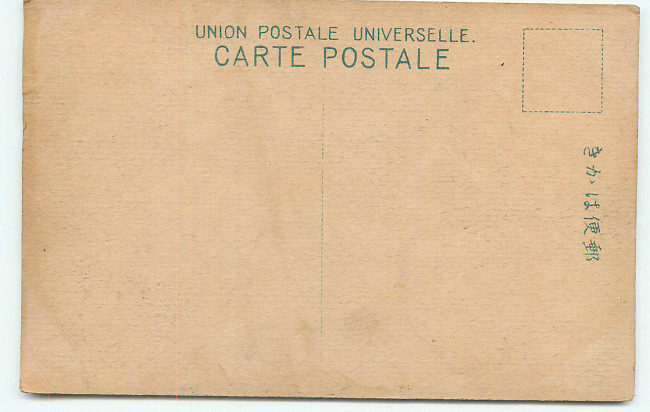 UNION POSTALE UNIVERSELLE.
CARTE POSTALE
きかは便郵